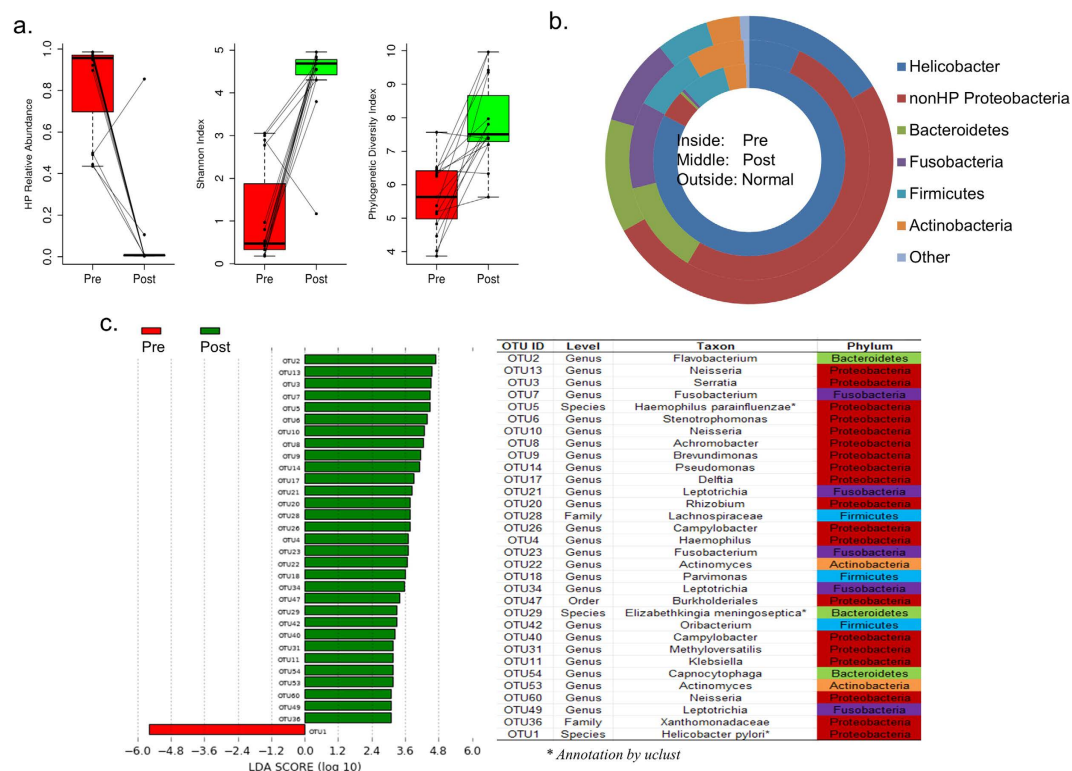 a.
b.
HP Relative Abundance
1.0
0.8
0.6
0.4
0.2
0.0
Pre
Post
Shannon Index
5
4
3
2
1
0
Pre
Post
Phylogenetic Diversity Index
10
9
8
7
6
5
4
Pre
Post
Inside: Pre
Middle: Post
Outside: Normal
Helicobacter
nonHP Proteobacteria
Bacteroidetes
Fusobacteria
Firmicutes
Actinobacteria
Other
c.
Pre
Post
OTU2
OTU13
OTU3
OTU7
OTU5
OTU6
OTU10
OTU8
OTU9
OTU14
OTU17
OTU21
OTU20
OTU28
OTU26
OTU4
OTU23
OTU22
OTU18
OTU34
OTU47
OTU29
OTU42
OTU40
OTU31
OTU11
OTU54
OTU53
OTU60
OTU49
OTU36
OTU1
-6.0 -4.8 -3.6 -2.4 -1.2 0.0 1.2 2.4 3.6 4.8 6.0
LDA SCORE (log 10)
OTU ID Level Taxon Phylum
OTU2 Genus Flavobacterium Bacteroidetes
OTU13 Genus Neisseria Proteobacteria
OTU3 Genus Serratia Proteobacteria
OTU7 Genus Fusobacterium Fusobacteria
OTU5 Species Haemophilus parainfluenzae* Proteobacteria
OTU6 Genus Stenotrophomonas Proteobacteria
OTU10 Genus Neisseria Proteobacteria
OTU8 Genus Achromobacter Proteobacteria
OTU9 Genus Brevundimonas Proteobacteria
OTU14 Genus Pseudomonas Proteobacteria
OTU17 Genus Delftia Proteobacteria
OTU21 Genus Leptotrichia Fusobacteria
OTU20 Genus Rhizobium Proteobacteria
OTU28 Family Lachnospiraceae Firmicutes
OTU26 Genus Campylobacter Proteobacteria
OTU4 Genus Haemophilus Proteobacteria
OTU23 Genus Fusobacterium Fusobacteria
OTU22 Genus Actinomyces Actinobacteria
OTU18 Genus Parvimonas Firmicutes
OTU34 Genus Leptotrichia Fusobacteria
OTU47 Order Burkholderiales Proteobacteria
OTU29 Species Elizabethkingia meningoseptica* Bacteroidetes
OTU42 Genus Oribacterium Firmicutes
OTU40 Genus Campylobacter Proteobacteria
OTU31 Genus Methyloversatilis Proteobacteria
OTU11 Genus Klebsiella Proteobacteria
OTU54 Genus Capnocytophaga Bacteroidetes
OTU53 Genus Actinomyces Actinobacteria
OTU60 Genus Neisseria Proteobacteria
OTU49 Genus Leptotrichia Fusobacteria
OTU36 Family Xanthomonadaceae Proteobacteria
OTU1 Species Helicobacter pylori* Proteobacteria
* Annotation by uclust